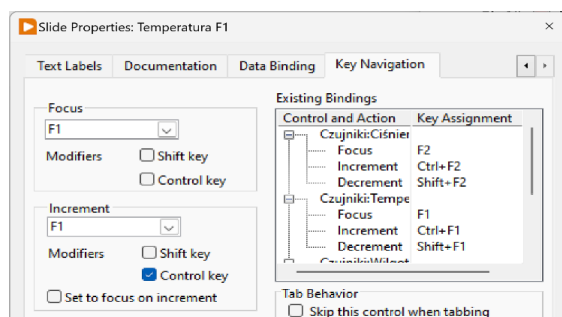 Slide Properties: Temperatura F1
Text Labels Documentation Data Binding Key Navigation
Focus
F1
Modifiers Shift key
Control key
Increment
F1
Modifiers Shift key
Control key
Set to focus on increment
Existing Bindings
Control and Action Key Assignment
Czujniki:Ciśnier
Focus F2
Increment Ctrl+F2
Decrement Shift+F2
Czujniki:Tempe
Focus F1
Increment Ctrl+F1
Decrement Shift+F1
Czujniki:Wilgot
Tab Behavior
Skip this control when tabbing